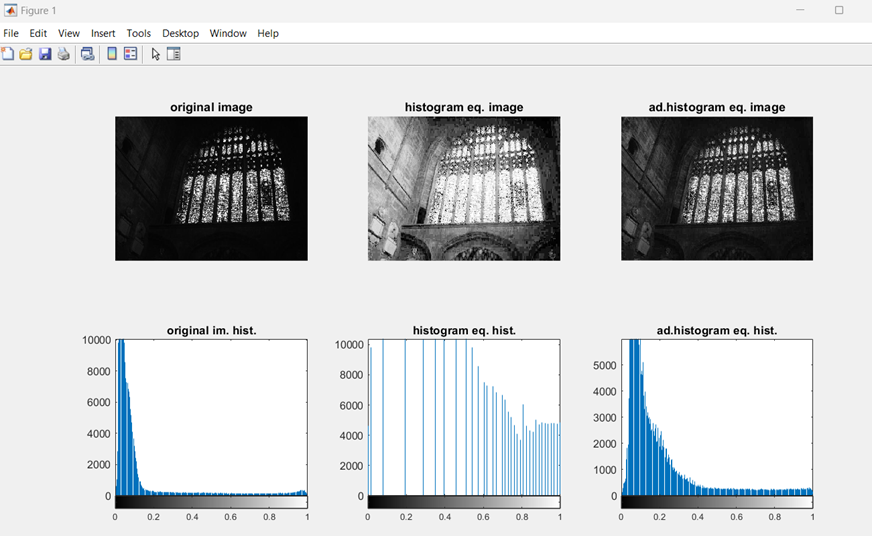 Figure 1
File Edit View Insert Tools Desktop Window Help
original image
histogram eq. image
ad.histogram eq. image
original im. hist.
10000
8000
6000
4000
2000
0
0 0.2 0.4 0.6 0.8 1
histogram eq. hist.
10000
8000
6000
4000
2000
0
0 0.2 0.4 0.6 0.8 1
ad.histogram eq. hist.
5000
4000
3000
2000
1000
0
0 0.2 0.4 0.6 0.8 1